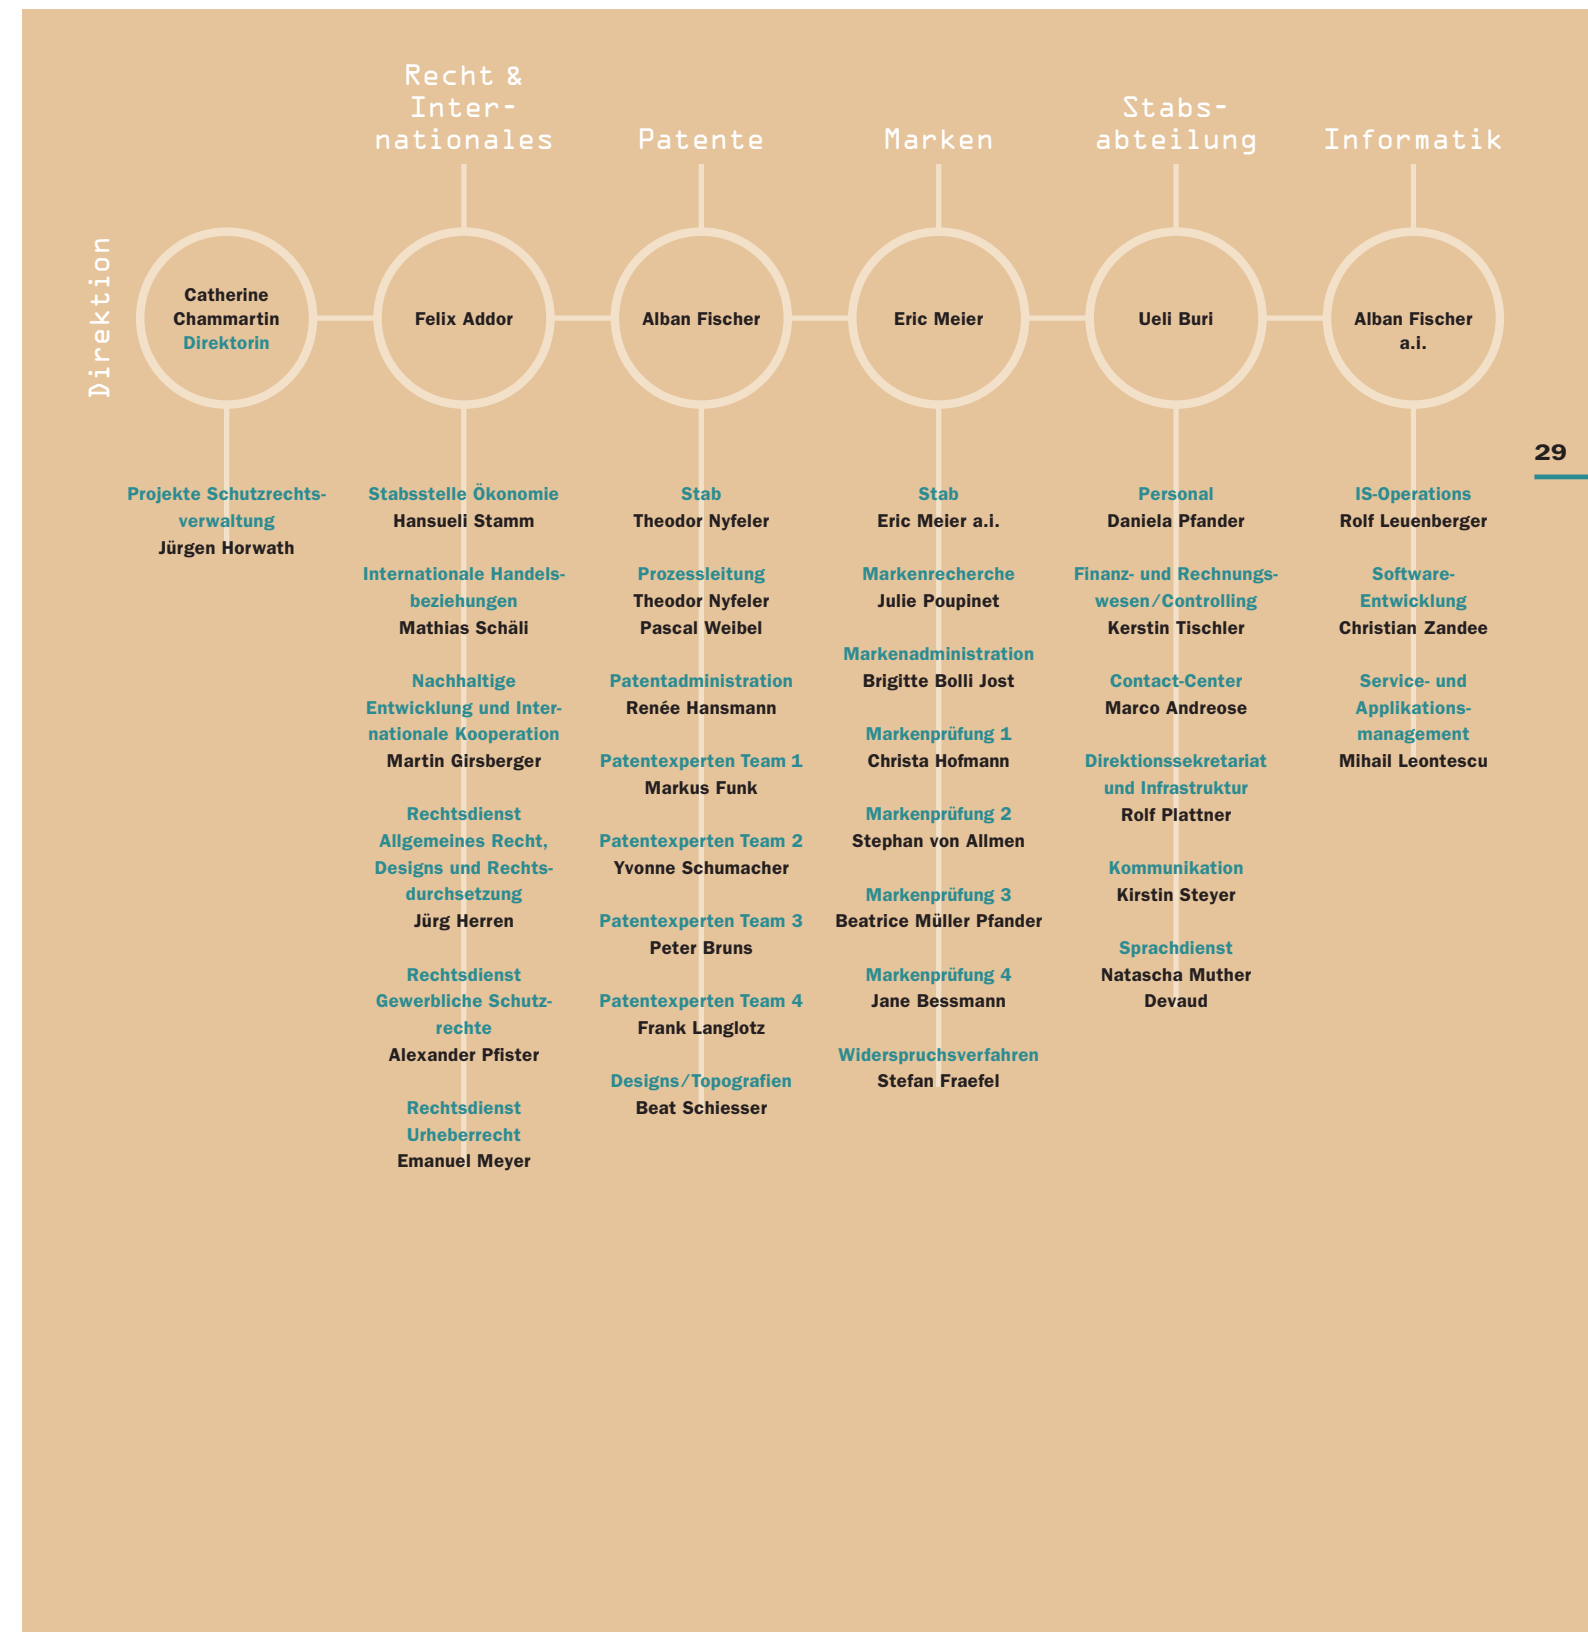 Direktion
Recht &
Inter-
nationales
Patente
Marken
Stabs-
abteilung
Informatik
Catherine
Chammartin
Direktorin
Felix Addor
Alban Fischer
Eric Meier
Ueli Buri
Alban Fischer
a.i.
29
Projekte Schutzrechts-
verwaltung
Jürgen Horwath
Stabsstelle Ökonomie
Hansueli Stamm
Internationale Handels-
beziehungen
Mathias Schäli
Nachhaltige
Entwicklung und Inter-
nationale Kooperation
Martin Girsberger
Rechtsdienst
Allgemeines Recht,
Designs und Rechts-
durchsetzung
Jürg Herren
Rechtsdienst
Gewerbliche Schutz-
rechte
Alexander Pfister
Rechtsdienst
Urheberrecht
Emanuel Meyer
Stab
Theodor Nyfeler
Prozessleitung
Theodor Nyfeler
Pascal Weibel
Patentadministration
Renée Hansmann
Patentexperten Team 1
Markus Funk
Patentexperten Team 2
Yvonne Schumacher
Patentexperten Team 3
Peter Bruns
Patentexperten Team 4
Frank Langlotz
Designs/Topografien
Beat Schiesser
Stab
Eric Meier a.i.
Markenrecherche
Julie Poupinet
Markenadministration
Brigitte Bolli Jost
Markenprüfung 1
Christa Hofmann
Markenprüfung 2
Stephan von Allmen
Markenprüfung 3
Beatrice Müller Pfander
Markenprüfung 4
Jane Bessmann
Widerspruchsverfahren
Stefan Fraefel
Personal
Daniela Pfander
Finanz- und Rechnungs-
wesen/Controlling
Kerstin Tischler
Contact-Center
Marco Andreose
Direktionssekretariat
und Infrastruktur
Rolf Plattner
Kommunikation
Kirstin Steyer
Sprachdienst
Natascha Muther
Devaud
IS-Operations
Rolf Leuenberger
Software-
Entwicklung
Christian Zandee
Service- und
Applikations-
management
Mihail Leontescu